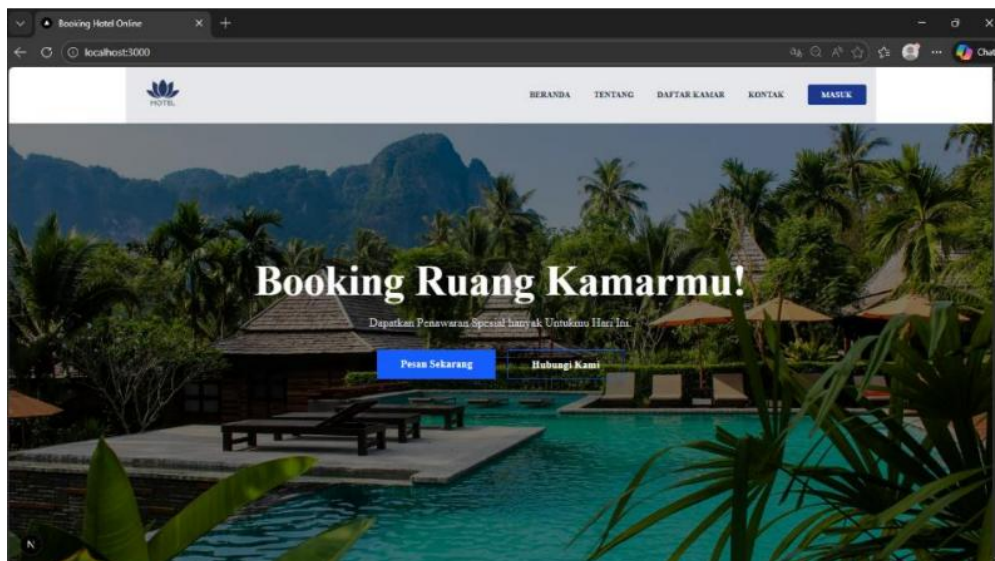 Booking Hotel Online
localhost:3000
Chat
HOTEL
BERANDA TENTANG DAFTAR KAMAR KONTAK MASUK
Booking Ruang Kamarmu!
Dapatkan Penawaran Spesial hanyak Untukmu Hari Ini.
Pesan Sekarang Hubungi Kami
N